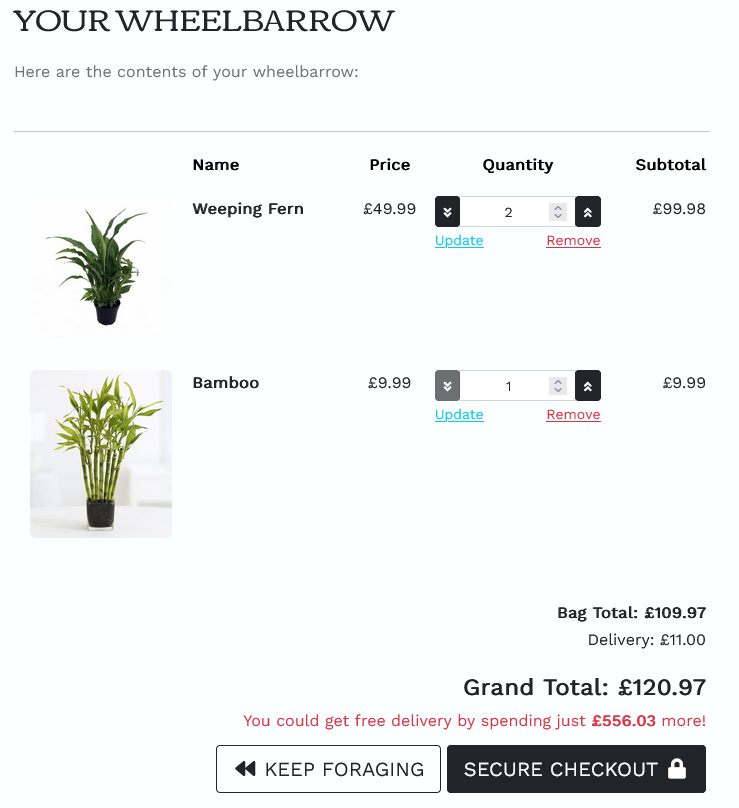 YOUR WHEELBARROW
Here are the contents of your wheelbarrow:
Name Price Quantity Subtotal
Weeping Fern £49.99 2 £99.98
Update Remove
Bamboo £9.99 1 £9.99
Update Remove
Bag Total: £109.97
Delivery: £11.00
Grand Total: £120.97
You could get free delivery by spending just £556.03 more!
KEEP FORAGING SECURE CHECKOUT